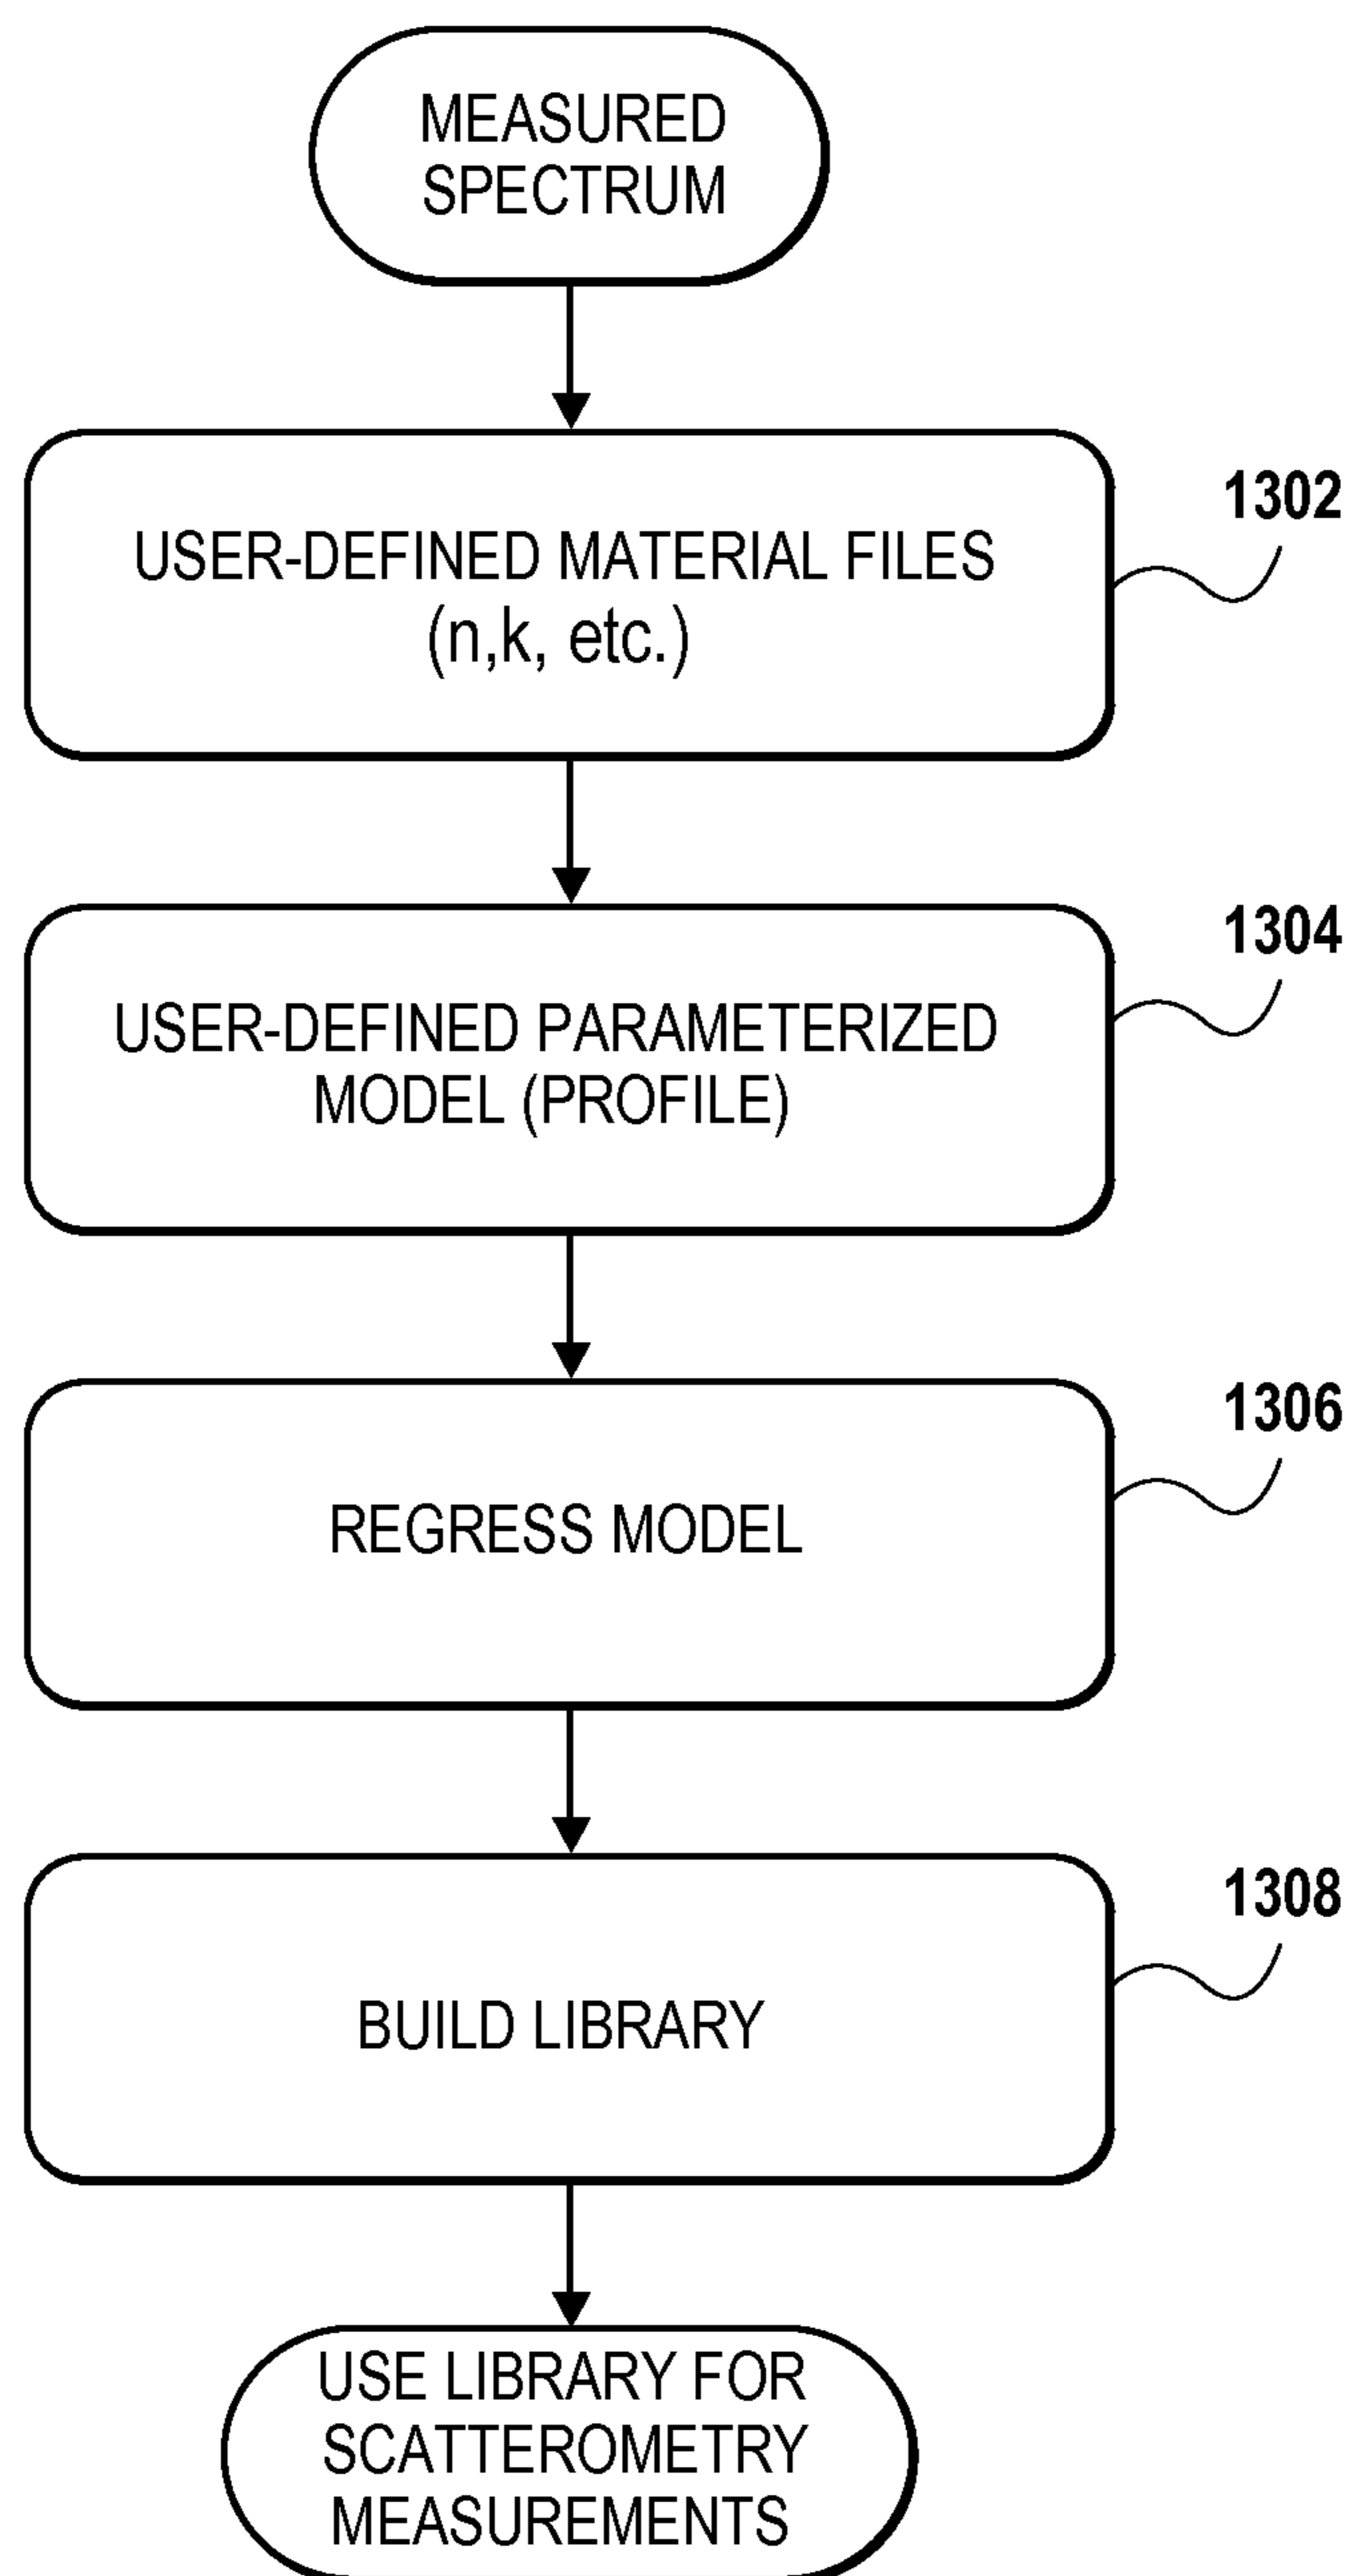 MEASURED
SPECTRUM
USER-DEFINED MATERIAL FILES
(n,k, etc.)
1302
USER-DEFINED PARAMETERIZED
MODEL (PROFILE)
1304
REGRESS MODEL
1306
BUILD LIBRARY
1308
USE LIBRARY FOR
SCATTEROMETRY
MEASUREMENTS